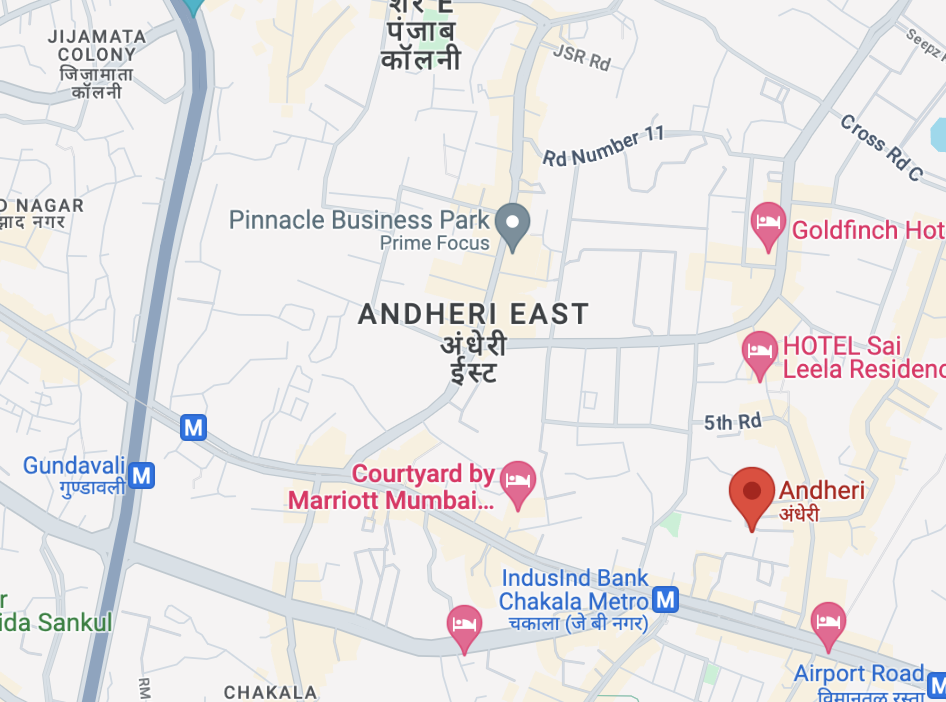 शेर E
पंजाब
कॉलनी
JIJAMATA
COLONY
जिजामाता
कॉलनी
JSR Rd
Seepz
Cross Rd C
Rd Number 11
NAGAR
नगर
Pinnacle Business Park
Prime Focus
Goldfinch Hot
ANDHERI EAST
अंधेरी
ईस्ट
HOTEL Sai
Leela Residenc
5th Rd
M
Gundavali
गुण्डावली
M
Courtyard by
Marriott Mumbai...
Andheri
अंधेरी
IndusInd Bank
Chakala Metro
चकाला (जे बी नगर)
M
ida Sankul
RM
CHAKALA
Airport Road
विमानतळ रस्ता
M